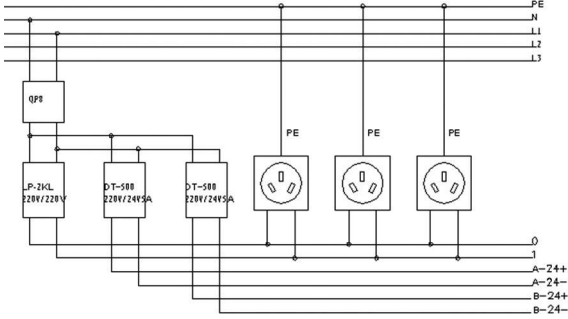 PE
N
L1
L2
L3
QP8
PE
PE
PE
LP-2KL
220V/220V
DT-500
220V/24V5A
DT-500
220V/24V5A
0
1
A-24+
A-24-
B-24+
B-24-